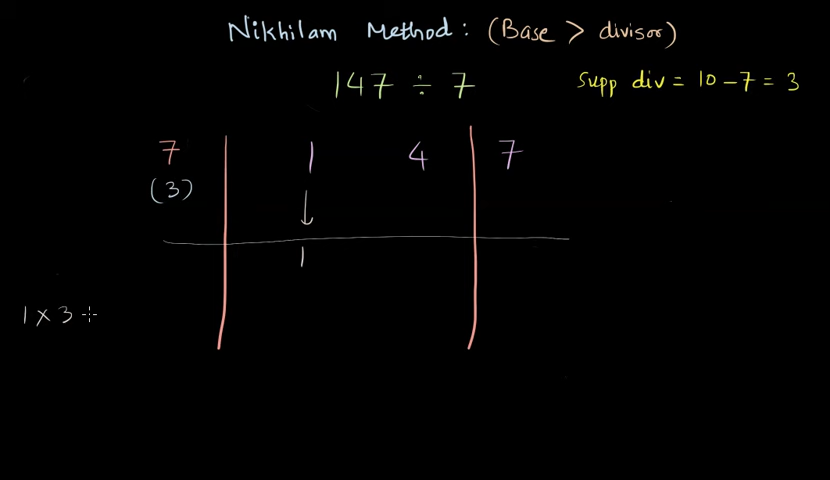 Nikhilam Method: (Base > divisor)
147 ÷ 7
Supp div = 10 - 7 = 3
7 1 4 7
(3)
1
1 x 3